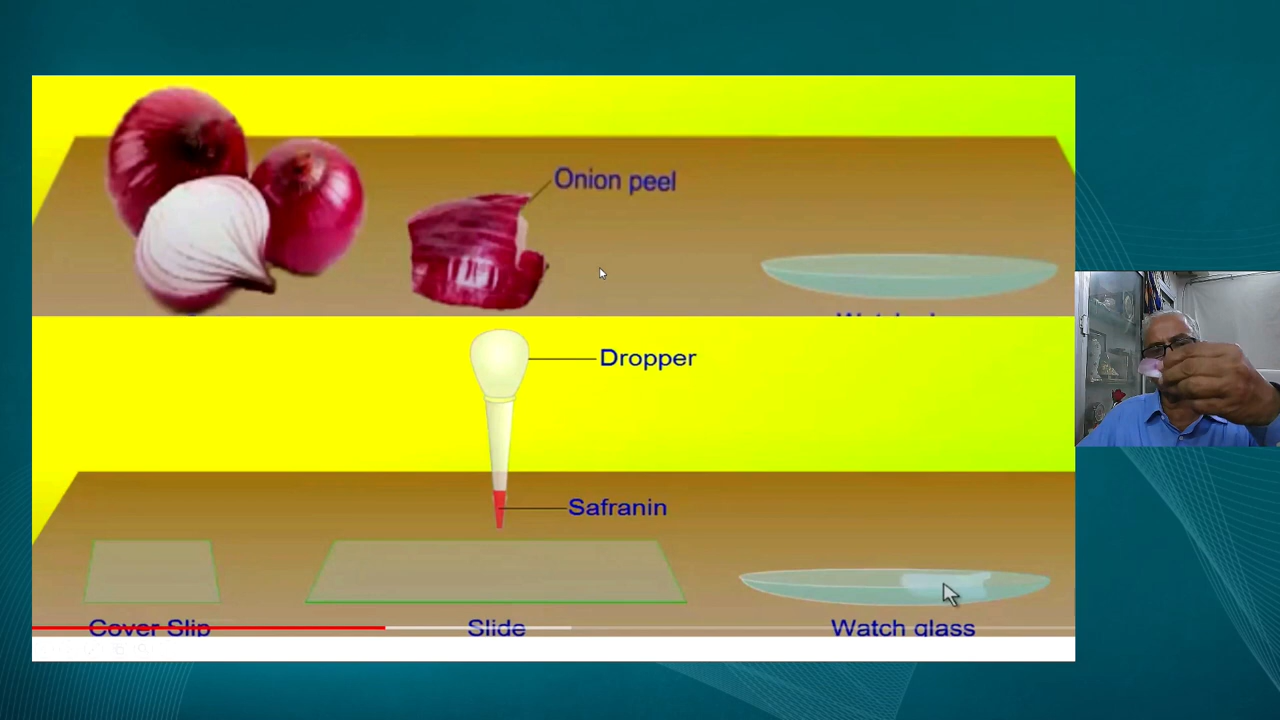 Onion peel
Dropper
Safranin
Cover Slip
Slide
Watch glass